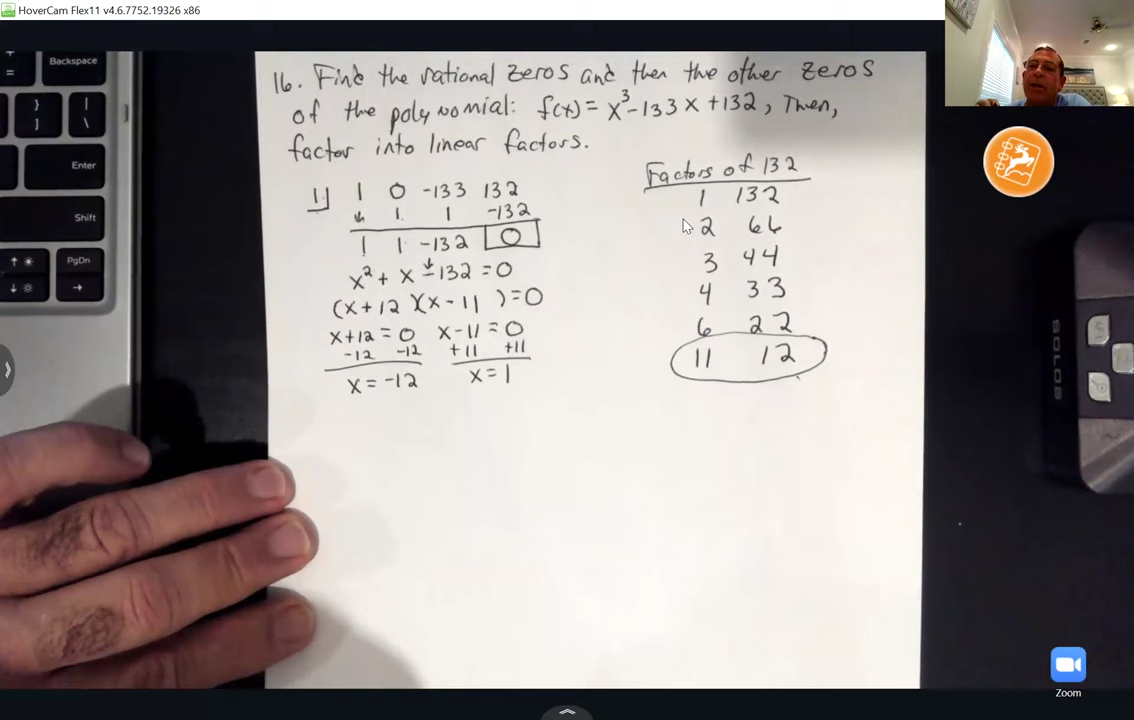 HoverCam Flex11 v4.6.7752.19326 x86
Backspace
+
=
}
]
|
\
Enter
Shift
PgDn
16. Find the rational zeros and then the other zeros
of the polynomial: f(x) = x³ - 133x + 132, Then,
factor into linear factors.
1 | 1 0 -133 132
1 1 -132
1 1 -132 0
x² + x - 132 = 0
(x + 12)(x - 11) = 0
x + 12 = 0 x - 11 = 0
-12 -12 +11 +11
x = -12 x = 1
Factors of 132
1 132
2 66
3 44
4 33
6 22
11 12
SOLO
Zoom